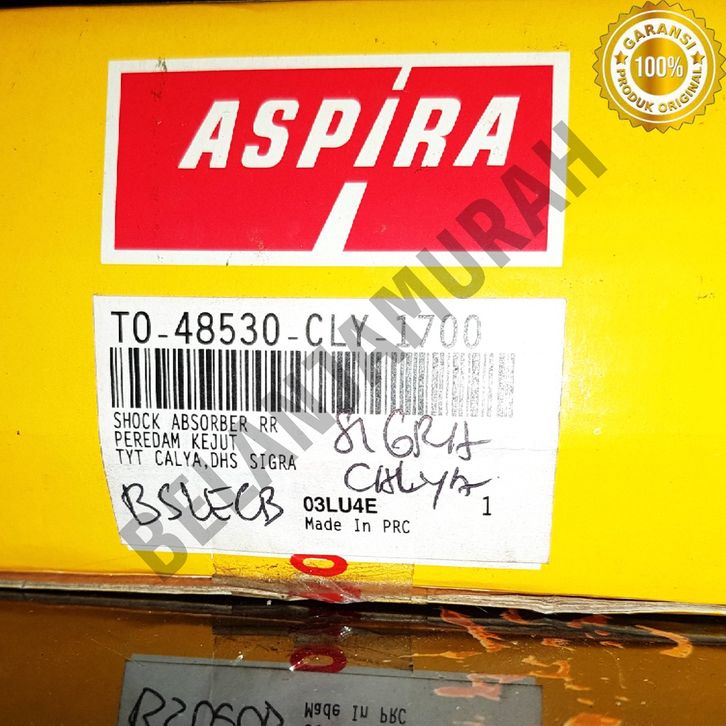 GARANSI
100%
PRODUK ORIGINAL
ASPIRA
BELANJAMURAH
TO-48530-CLY-1700
SHOCK ABSORBER RR
PEREDAM KEJUT
TYT CALYA,DHS SIGRA
SIGRA
CALYA
03LU4E
1
Made In PRC
Made In PRC